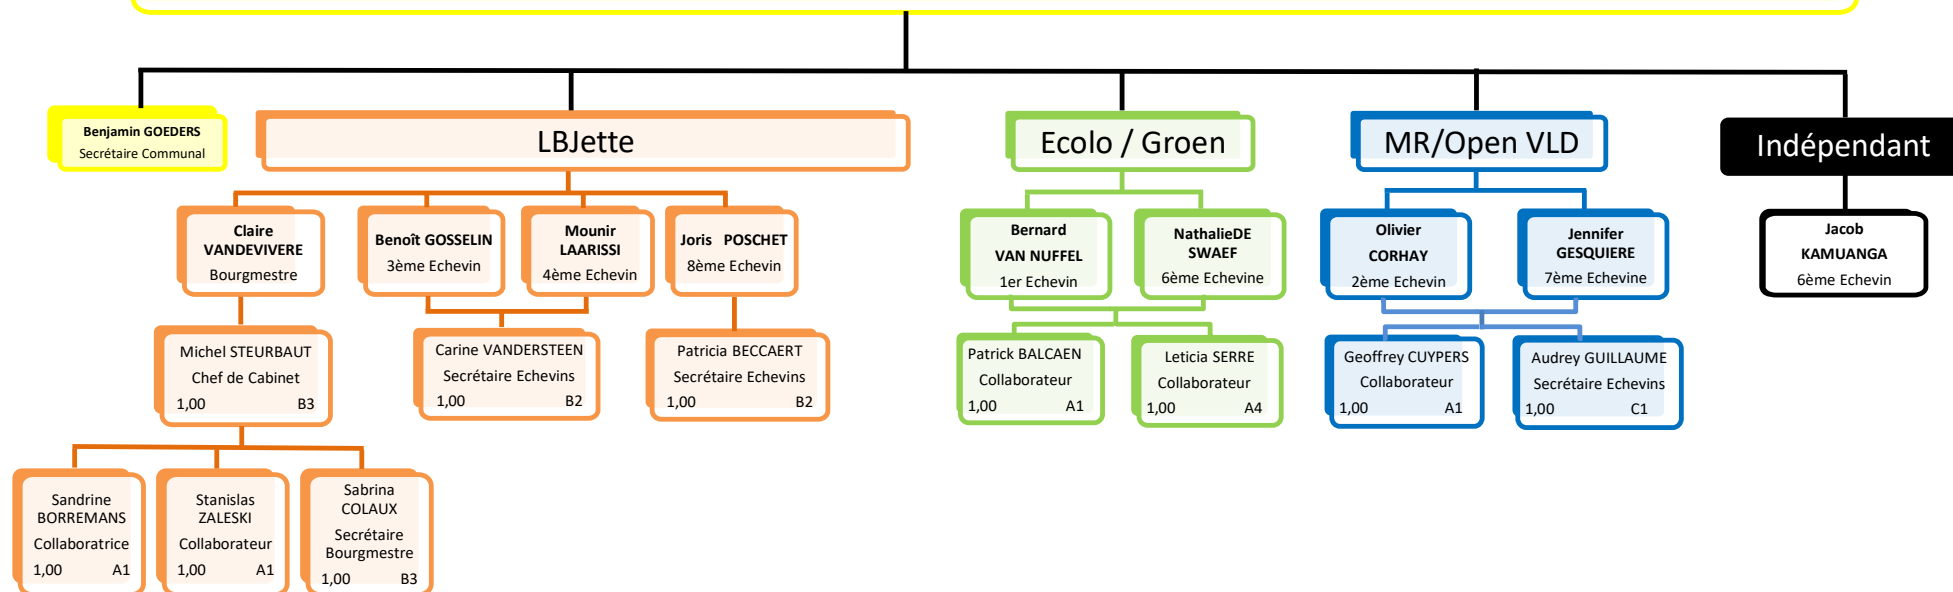 Benjamin GOEDERS
Secrétaire Communal
LBJette
Ecolo / Groen
MR/Open VLD
Indépendant
Claire
VANDEVIVERE
Bourgmestre
Benoît GOSSELIN
3ème Echevin
Mounir
LAARISSI
4ème Echevin
Joris POSCHET
8ème Echevin
Bernard
VAN NUFFEL
1er Echevin
NathalieDE
SWAEF
6ème Echevine
Olivier
CORHAY
2ème Echevin
Jennifer
GESQUIERE
7ème Echevine
Jacob
KAMUANGA
6ème Echevin
Michel STEURBAUT
Chef de Cabinet
1,00 B3
Carine VANDERSTEEN
Secrétaire Echevins
1,00 B2
Patricia BECCAERT
Secrétaire Echevins
1,00 B2
Patrick BALCAEN
Collaborateur
1,00 A1
Leticia SERRE
Collaborateur
1,00 A4
Geoffrey CUYPERS
Collaborateur
1,00 A1
Audrey GUILLAUME
Secrétaire Echevins
1,00 C1
Sandrine
BORREMANS
Collaboratrice
1,00 A1
Stanislas
ZALESKI
Collaborateur
1,00 A1
Sabrina
COLAUX
Secrétaire
Bourgmestre
1,00 B3